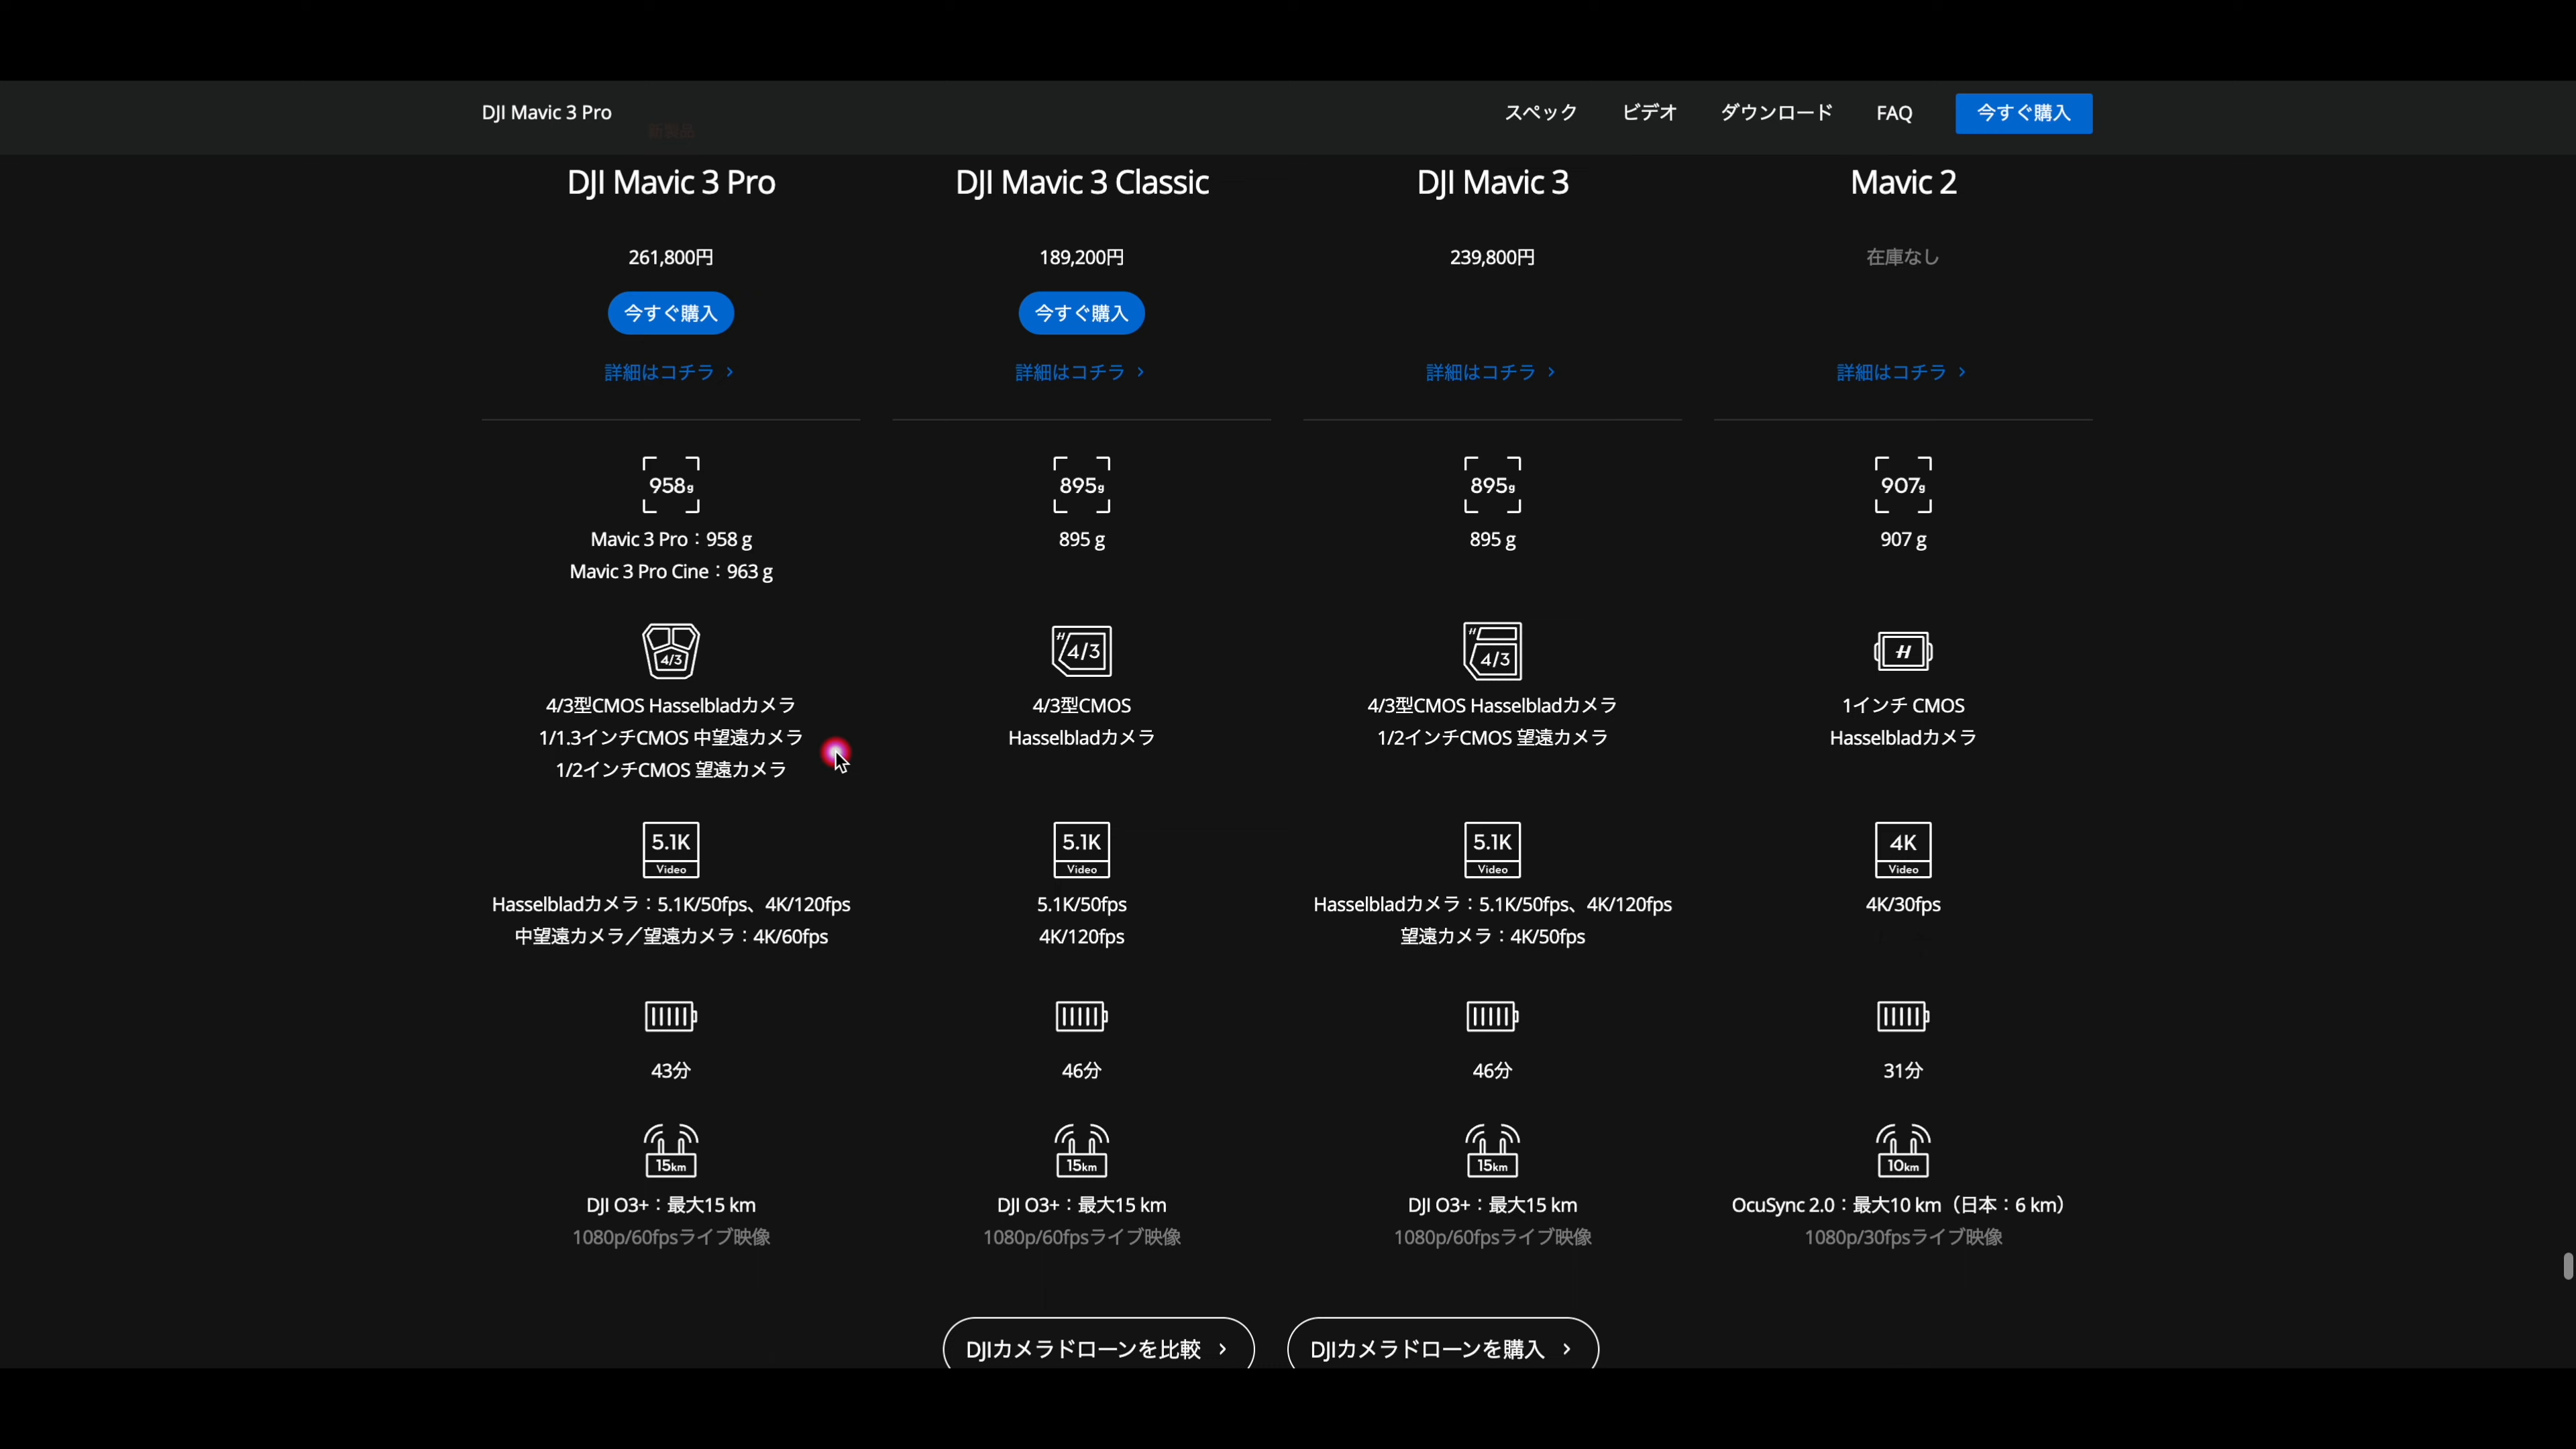 DJI Mavic 3 Pro
スペック ビデオ ダウンロード FAQ 今すぐ購入
新製品
DJI Mavic 3 Pro
261,800円
今すぐ購入
詳細はコチラ >
958g
Mavic 3 Pro：958 g
Mavic 3 Pro Cine：963 g
4/3
4/3型CMOS Hasselbladカメラ
1/1.3インチCMOS 中望遠カメラ
1/2インチCMOS 望遠カメラ
5.1K
Video
Hasselbladカメラ：5.1K/50fps、4K/120fps
中望遠カメラ／望遠カメラ：4K/60fps
43分
15km
DJI O3+：最大15 km
1080p/60fpsライブ映像
DJI Mavic 3 Classic
189,200円
今すぐ購入
詳細はコチラ >
895g
895 g
H
4/3
4/3型CMOS
Hasselbladカメラ
5.1K
Video
5.1K/50fps
4K/120fps
46分
15km
DJI O3+：最大15 km
1080p/60fpsライブ映像
DJI Mavic 3
239,800円
詳細はコチラ >
895g
895 g
H
4/3
4/3型CMOS Hasselbladカメラ
1/2インチCMOS 望遠カメラ
5.1K
Video
Hasselbladカメラ：5.1K/50fps、4K/120fps
望遠カメラ：4K/50fps
46分
15km
DJI O3+：最大15 km
1080p/60fpsライブ映像
Mavic 2
在庫なし
詳細はコチラ >
907g
907 g
H
1インチ CMOS
Hasselbladカメラ
4K
Video
4K/30fps
31分
10km
OcuSync 2.0：最大10 km（日本：6 km）
1080p/30fpsライブ映像
DJIカメラドローンを比較 >
DJIカメラドローンを購入 >